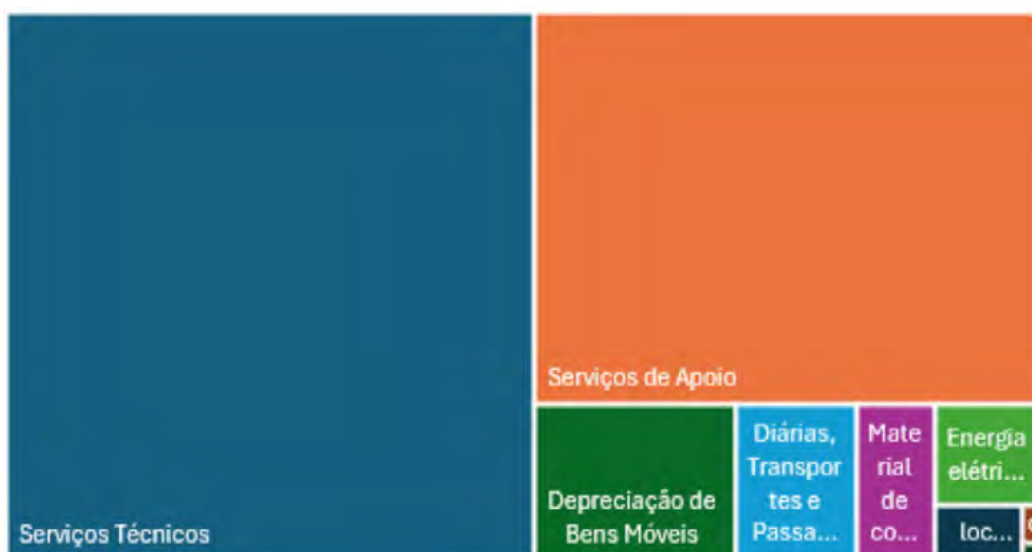 Serviços Técnicos
Serviços de Apoio
Depreciação de
Bens Móveis
Diárias,
Transpor
tes e
Passa...
Mate
rial
de
co...
Energia
elétri...
loc...